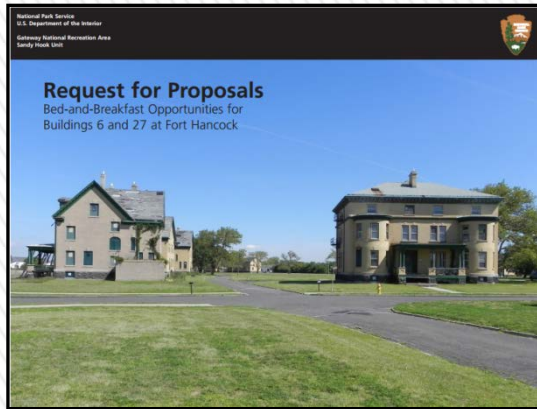 National Park Service
U.S. Department of the Interior
Gateway National Recreation Area
Sandy Hook Unit
Request for Proposals
Bed-and-Breakfast Opportunities for
Buildings 6 and 27 at Fort Hancock